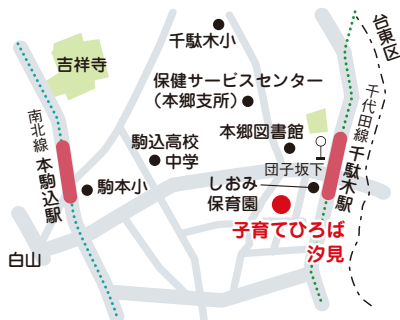 台東区
千駄木小
吉祥寺
保健サービスセンター
（本郷支所）
千代田線
南北線
本駒込駅
本郷図書館
駒込高校
中学
千駄木駅
団子坂下
駒本小
しおみ
保育園
子育てひろば
汐見
白山